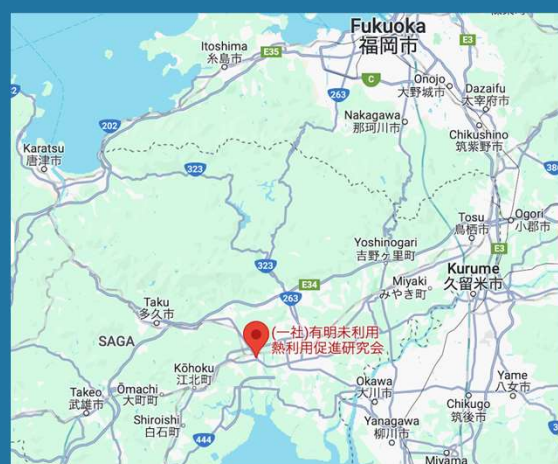 Fukuoka
福岡市
Itoshima
糸島市
E35
E3
C
Onojo
大野城市
Dazaifu
太宰府市
202
263
Nakagawa
那珂川市
Chikushino
筑紫野市
Karatsu
唐津市
323
Tosu
鳥栖市
Ogori
小郡市
Yoshinogari
吉野ヶ里町
E3
323
Miyaki
みやき町
Kurume
久留米市
E34
263
Taku
多久市
(一社)有明未利用
熱利用促進研究会
SAGA
Kōhoku
江北町
Takeo
武雄市
Ōmachi
大町町
Okawa
大川市
Yame
八女市
Shiroishi
白石町
Chikugo
筑後市
444
Yanagawa
柳川市
Miyama